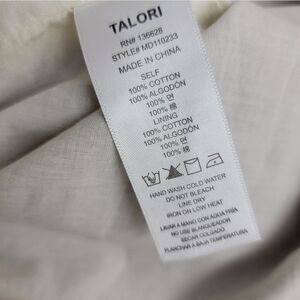 TALORI
RN# 136628
STYLE# MD110233
MADE IN CHINA
SELF
100% COTTON
100% ALGODÓN
100% 면
100% 棉
LINING
100% COTTON
100% ALGODÓN
100% 면
100% 棉
HAND WASH COLD WATER
DO NOT BLEACH
LINE DRY
IRON ON LOW HEAT
LAVAR A MANO CON AGUA FRÍA
NO USE BLANQUEADOR
SECAR COLGADO
PLANCHAR A BAJA TEMPERATURA